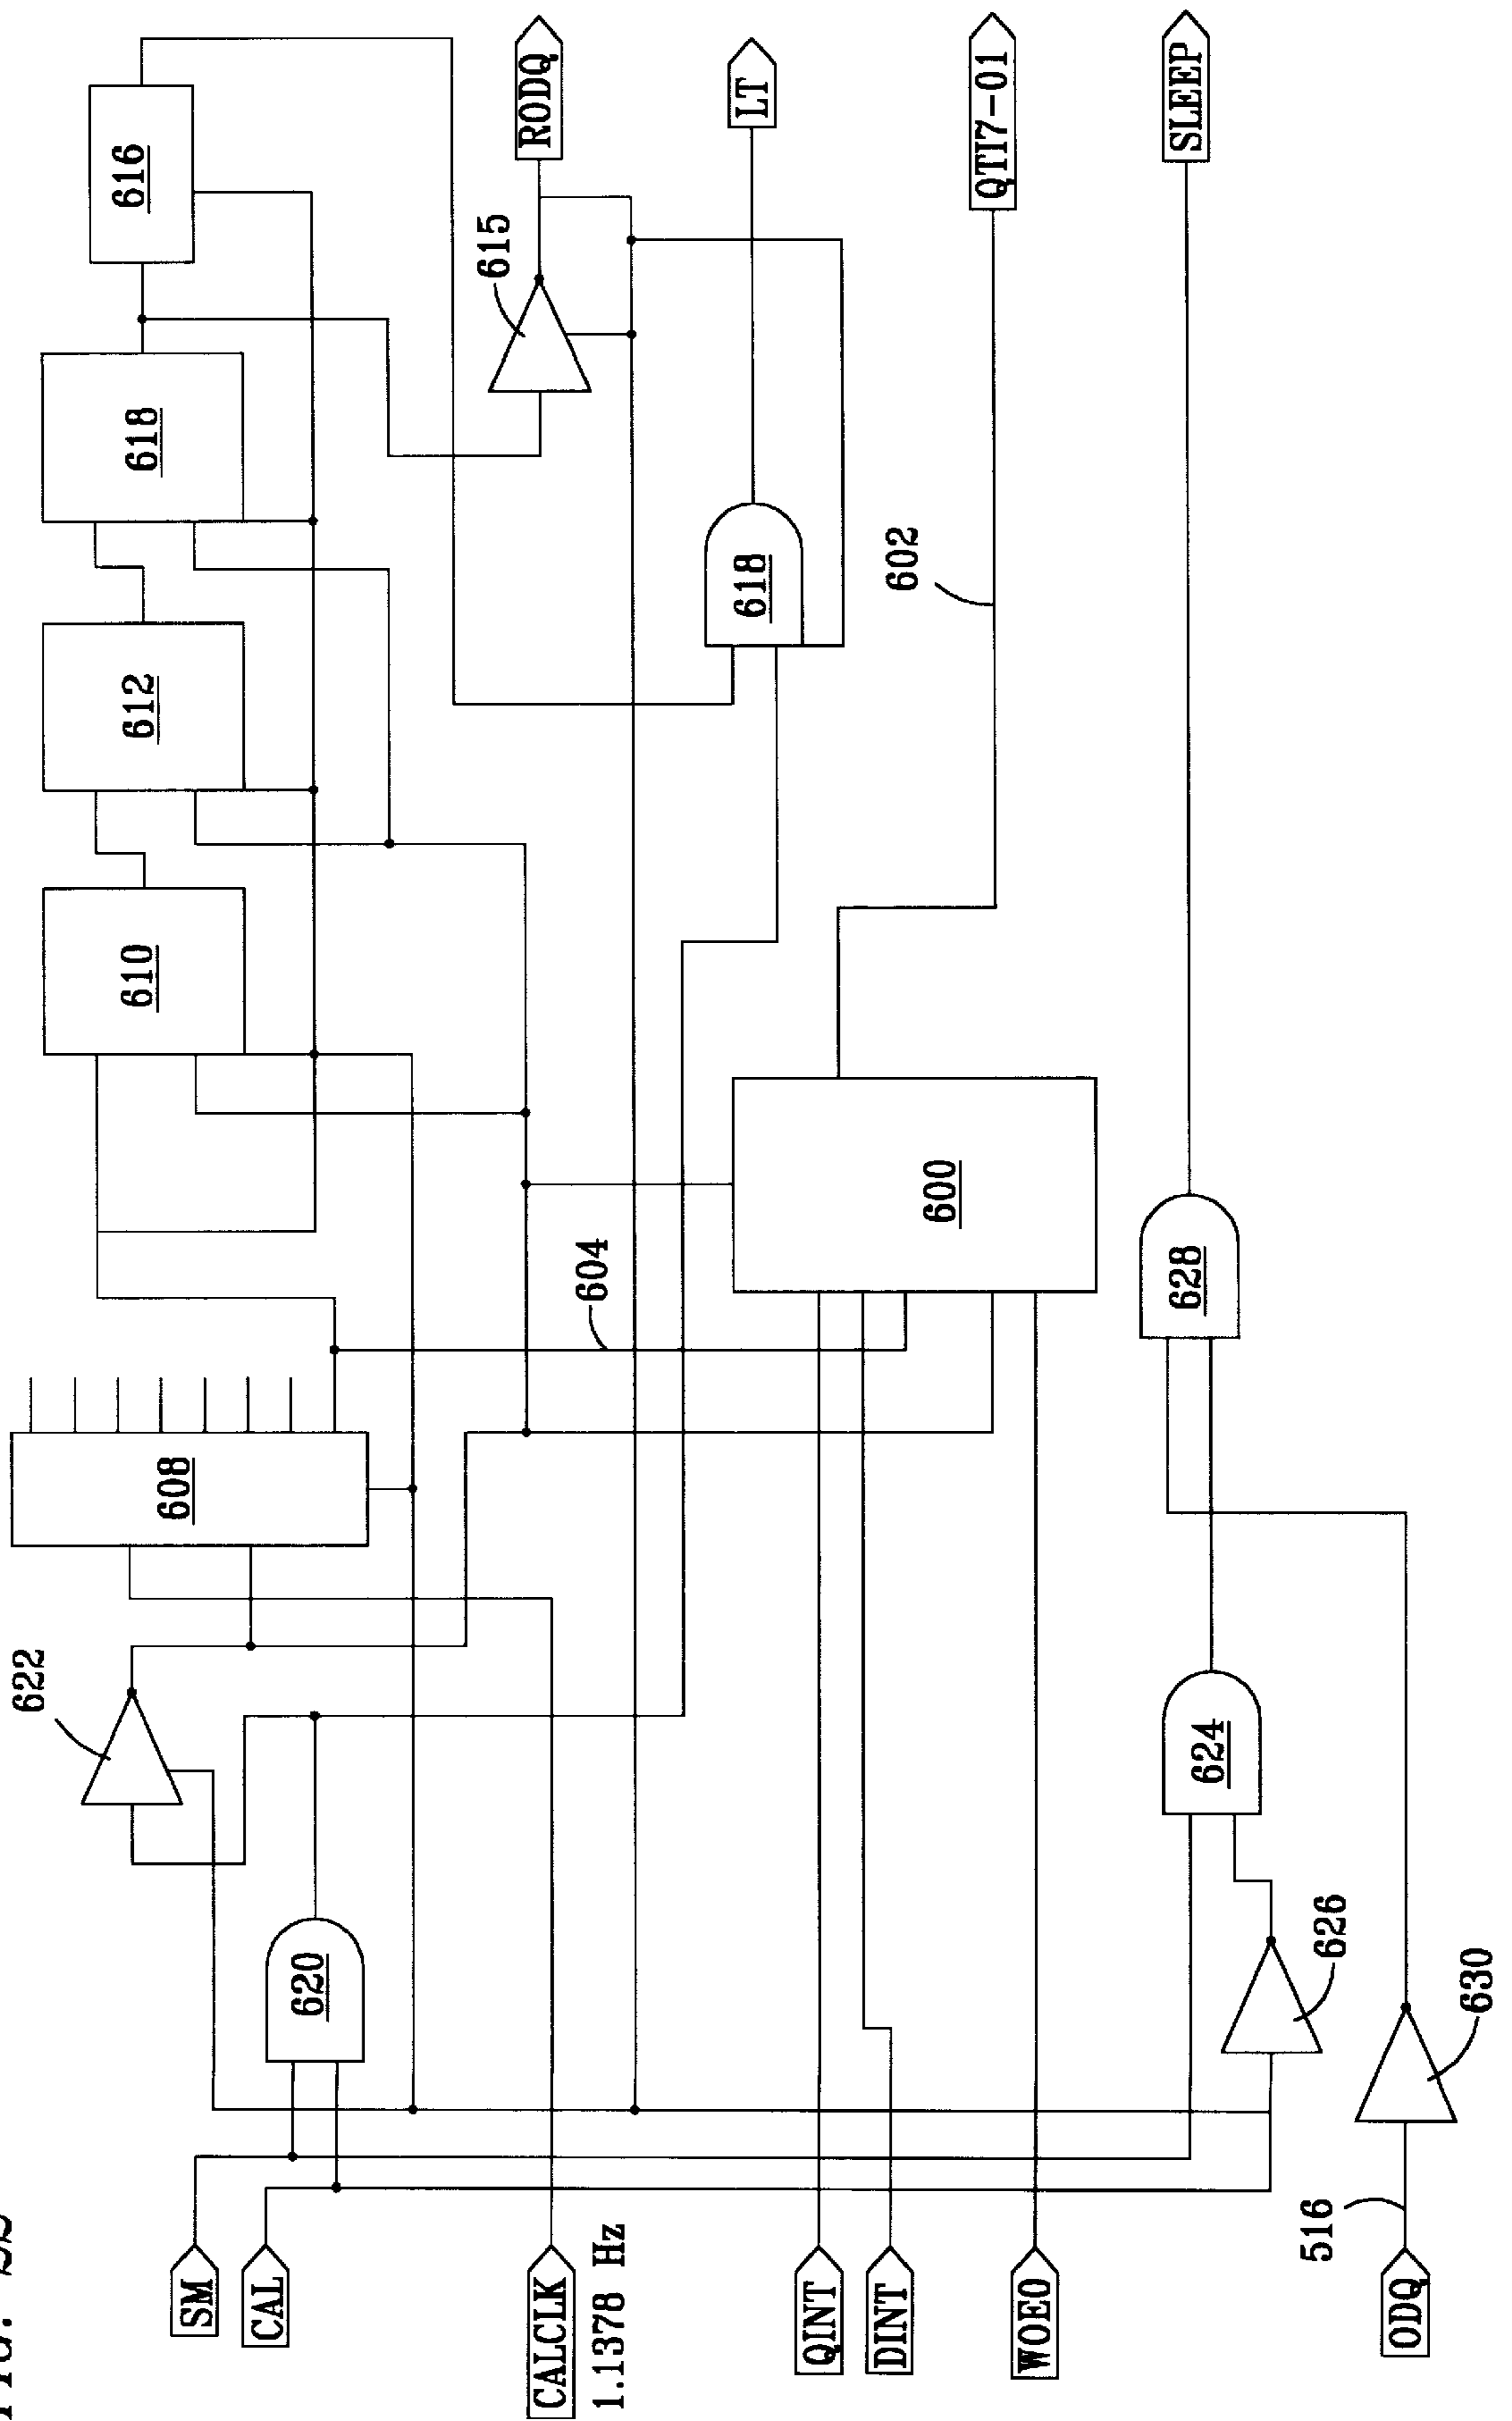 FIG.
622
608
610
612
618
616
SM
CAL
620
615
RODQ
CALCLK
1.1378 Hz
604
618
LT
QINT
DINT
602
600
QTI7-01
WOEO
628
SLEEP
624
516
626
ODQ
630